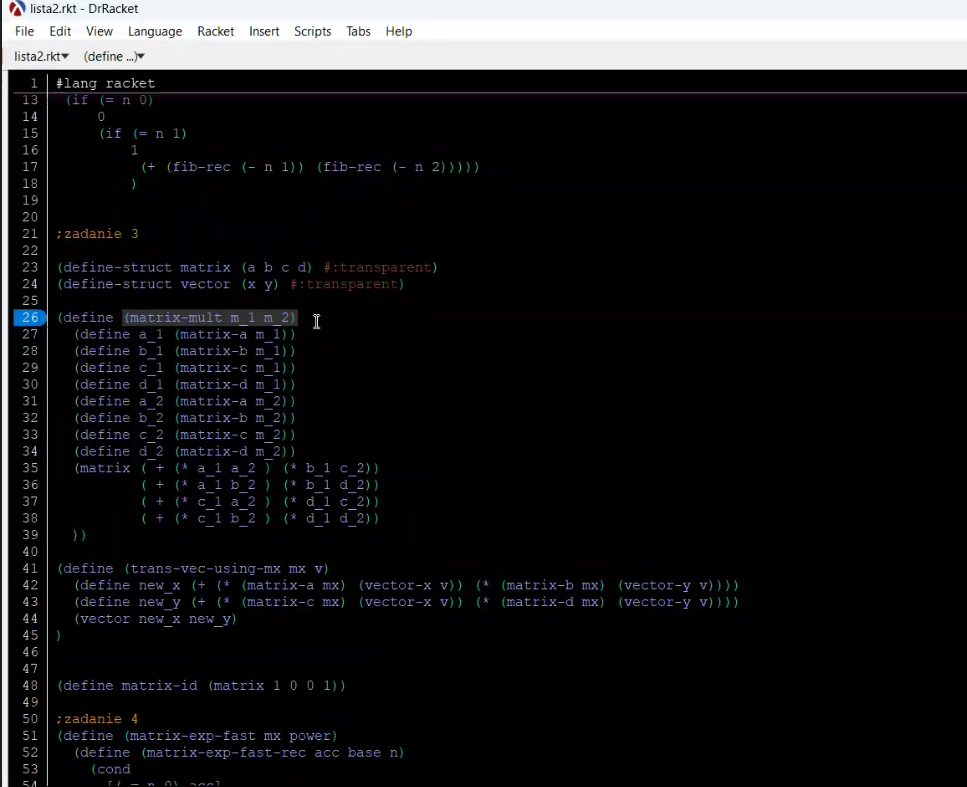 lista2.rkt - DrRacket
File Edit View Language Racket Insert Scripts Tabs Help
lista2.rkt▾ (define ...)▾
1 #lang racket
13 (if (= n 0)
14 0
15 (if (= n 1)
16 1
17 (+ (fib-rec (- n 1)) (fib-rec (- n 2)))))
18 )
19
20
21 ;zadanie 3
22
23 (define-struct matrix (a b c d) #:transparent)
24 (define-struct vector (x y) #:transparent)
25
26 (define (matrix-mult m_1 m_2)
27 (define a_1 (matrix-a m_1))
28 (define b_1 (matrix-b m_1))
29 (define c_1 (matrix-c m_1))
30 (define d_1 (matrix-d m_1))
31 (define a_2 (matrix-a m_2))
32 (define b_2 (matrix-b m_2))
33 (define c_2 (matrix-c m_2))
34 (define d_2 (matrix-d m_2))
35 (matrix ( + (* a_1 a_2 ) (* b_1 c_2))
36 ( + (* a_1 b_2 ) (* b_1 d_2))
37 ( + (* c_1 a_2 ) (* d_1 c_2))
38 ( + (* c_1 b_2 ) (* d_1 d_2))
39 ))
40
41 (define (trans-vec-using-mx mx v)
42 (define new_x (+ (* (matrix-a mx) (vector-x v)) (* (matrix-b mx) (vector-y v))))
43 (define new_y (+ (* (matrix-c mx) (vector-x v)) (* (matrix-d mx) (vector-y v))))
44 (vector new_x new_y)
45 )
46
47
48 (define matrix-id (matrix 1 0 0 1))
49
50 ;zadanie 4
51 (define (matrix-exp-fast mx power)
52 (define (matrix-exp-fast-rec acc base n)
53 (cond
54 [( = n 0) acc]